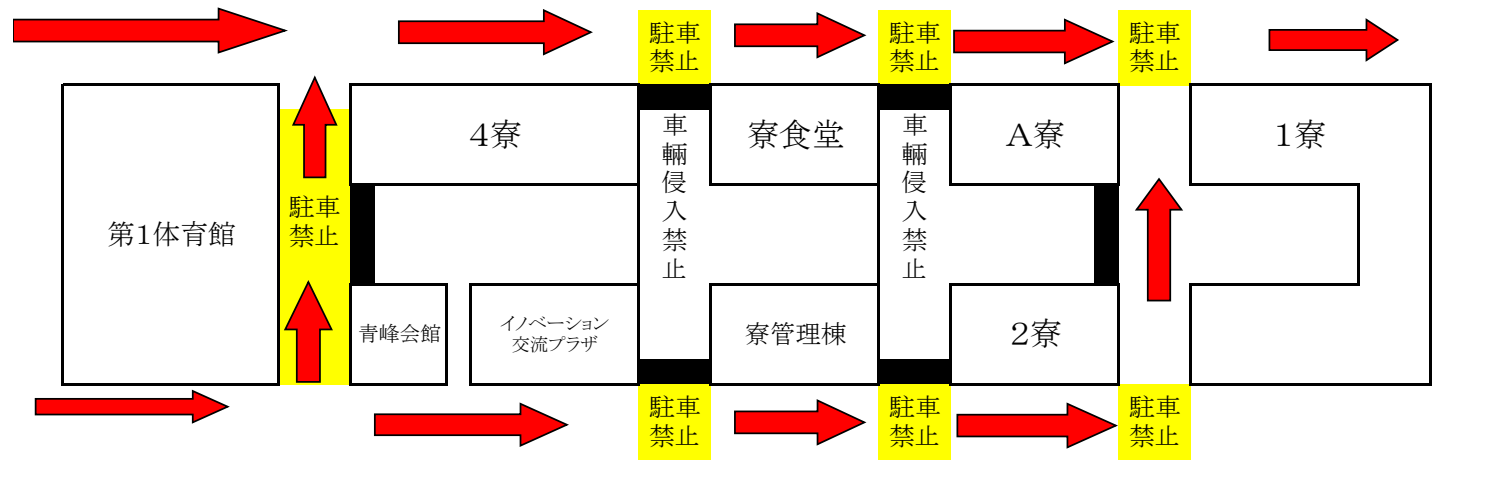 駐車
禁止
駐車
禁止
駐車
禁止
4寮
寮食堂
A寮
1寮
車輛侵入禁止
車輛侵入禁止
第1体育館
駐車
禁止
青峰会館
イノベーション
交流プラザ
寮管理棟
2寮
駐車
禁止
駐車
禁止
駐車
禁止